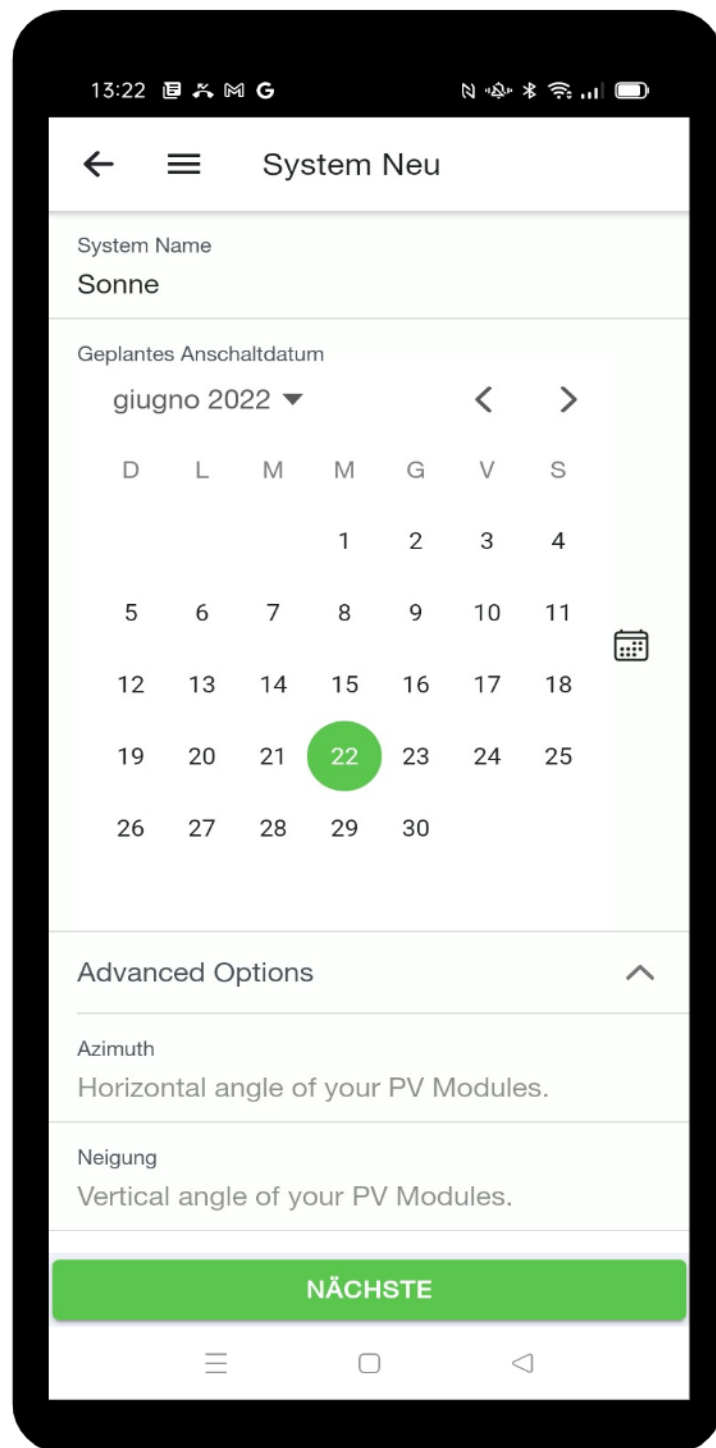 13:22 G
System Neu
System Name
Sonne
Geplantes Anschaltdatum
giugno 2022
D L M M G V S
1 2 3 4
5 6 7 8 9 10 11
12 13 14 15 16 17 18
19 20 21 22 23 24 25
26 27 28 29 30
Advanced Options
Azimuth
Horizontal angle of your PV Modules.
Neigung
Vertical angle of your PV Modules.
NÄCHSTE